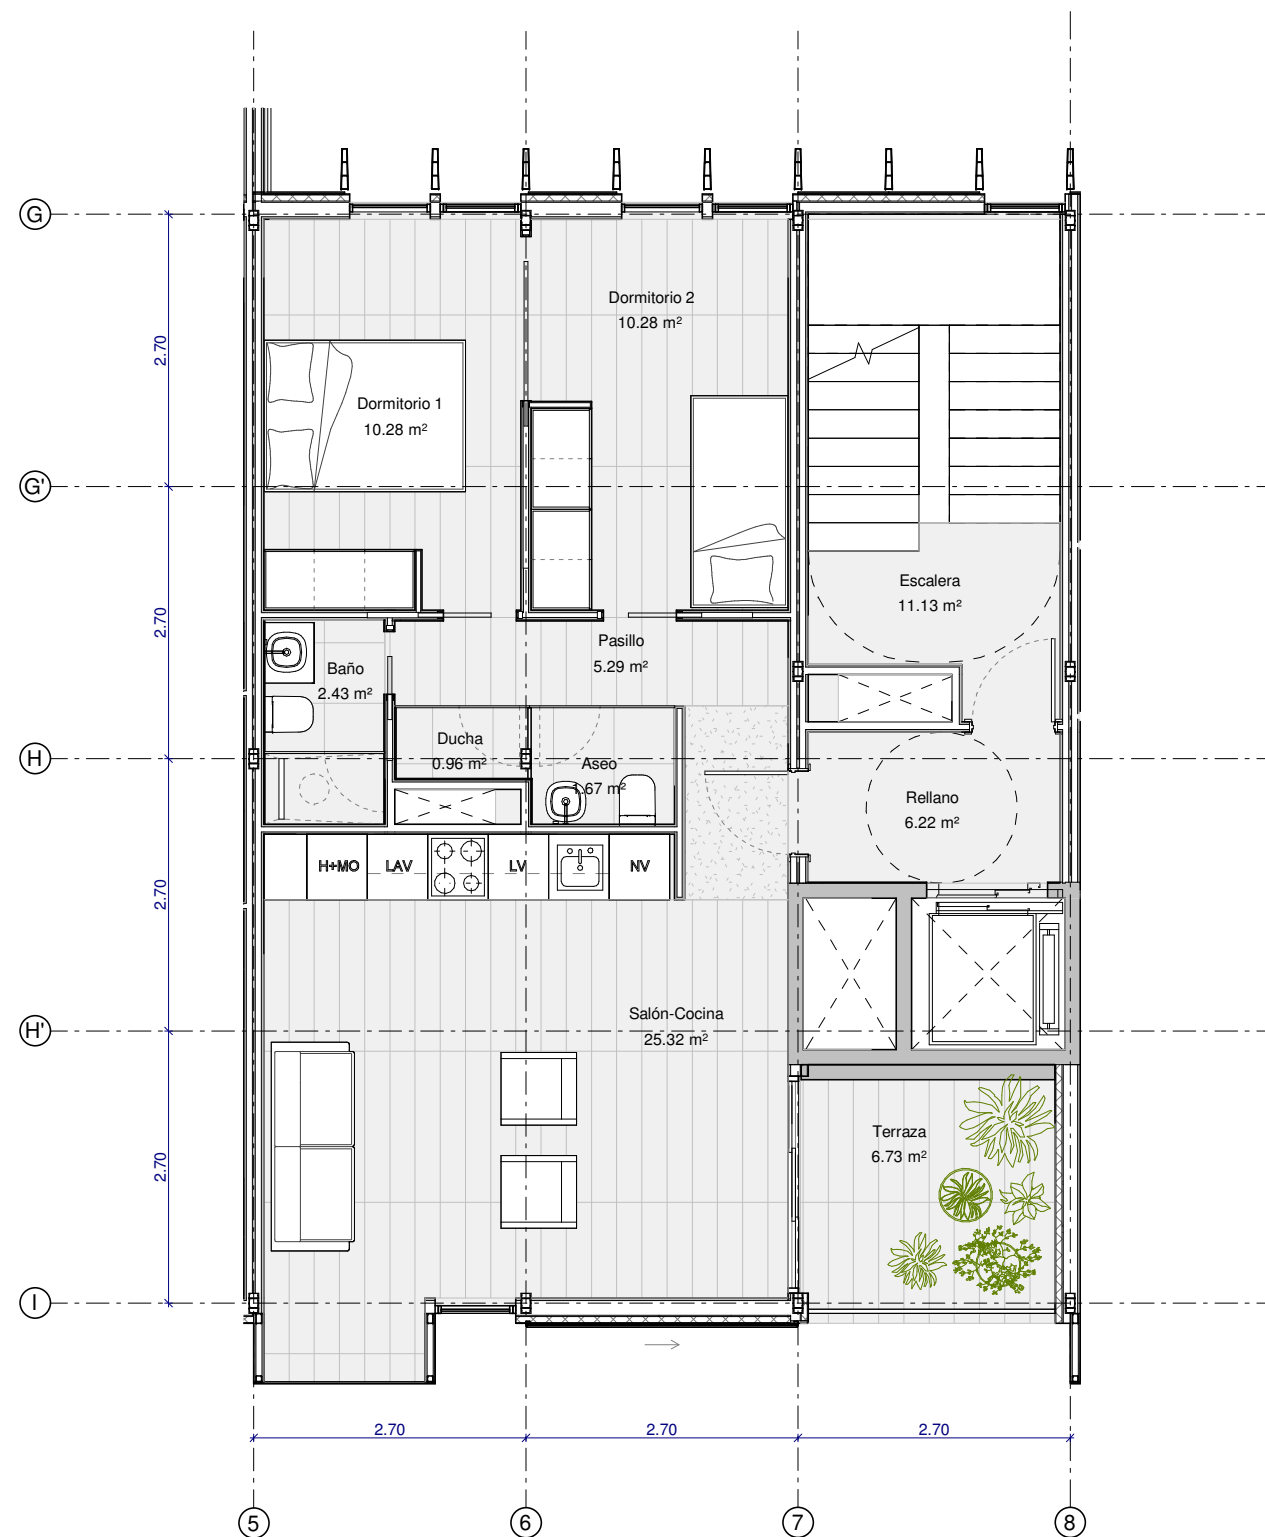 G
Dormitorio 2
10.28 m²
2.70
Dormitorio 1
10.28 m²
G'
Escalera
11.13 m²
2.70
Pasillo
5.29 m²
Baño
2.43 m²
Ducha
0.96 m²
H
Aseo
1.67 m²
Rellano
6.22 m²
H+MO LAV LV NV
2.70
Salón-Cocina
25.32 m²
H'
Terraza
6.73 m²
2.70
I
2.70 2.70 2.70
5 6 7 8